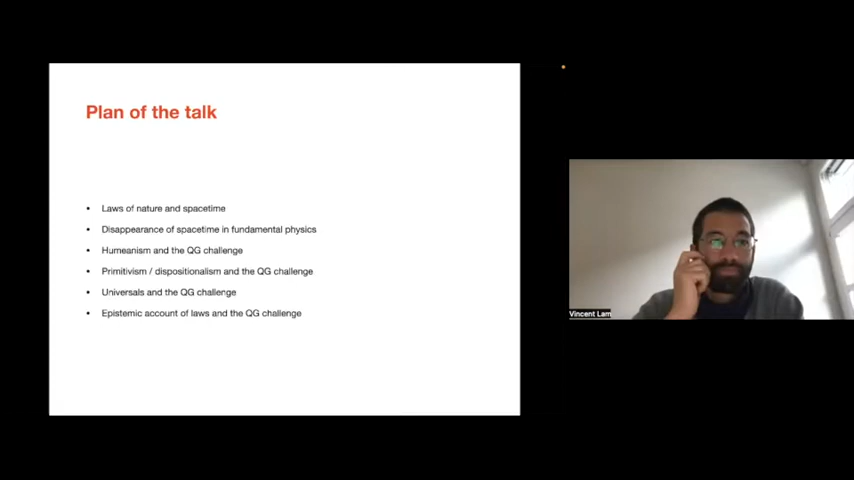 Plan of the talk
• Laws of nature and spacetime
• Disappearance of spacetime in fundamental physics
• Humeanism and the QG challenge
• Primitivism / dispositionalism and the QG challenge
• Universals and the QG challenge
• Epistemic account of laws and the QG challenge
Vincent Lam